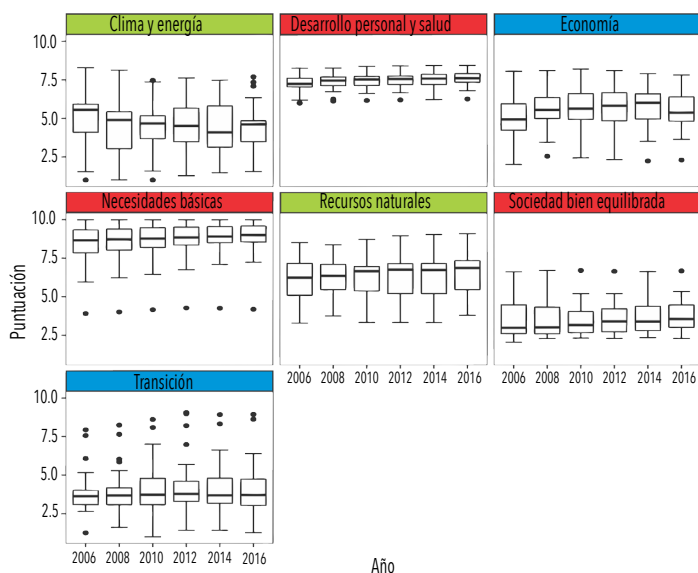 Clima y energía
Desarrollo personal y salud
Economía
10.0
7.5
5.0
2.5
Necesidades básicas
Recursos naturales
Sociedad bien equilibrada
10.0
7.5
5.0
2.5
Puntuación
2006 2008 2010 2012 2014 2016
2006 2008 2010 2012 2014 2016
Transición
10.0
7.5
5.0
2.5
2006 2008 2010 2012 2014 2016
Año